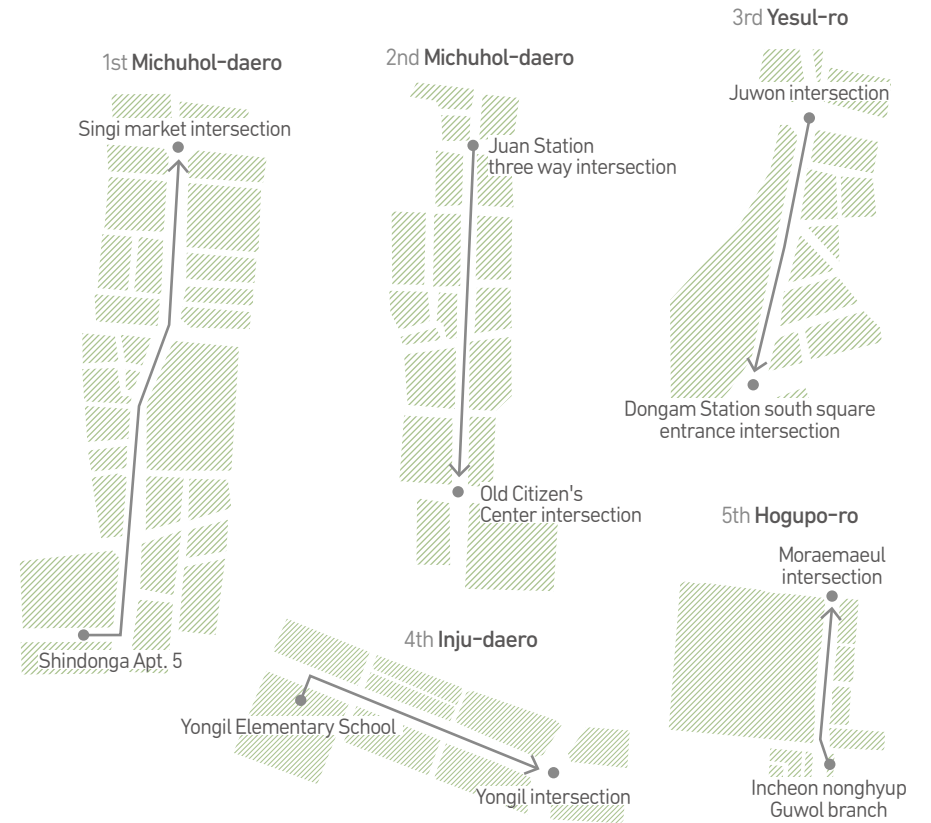 1st Michuhol-daero
Singi market intersection
Shindonga Apt. 5
2nd Michuhol-daero
Juan Station
three way intersection
Old Citizen's
Center intersection
3rd Yesul-ro
Juwon intersection
Dongam Station south square
entrance intersection
4th Inju-daero
Yongil Elementary School
Yongil intersection
5th Hogupo-ro
Moraemaeul
intersection
Incheon nonghyup
Guwol branch